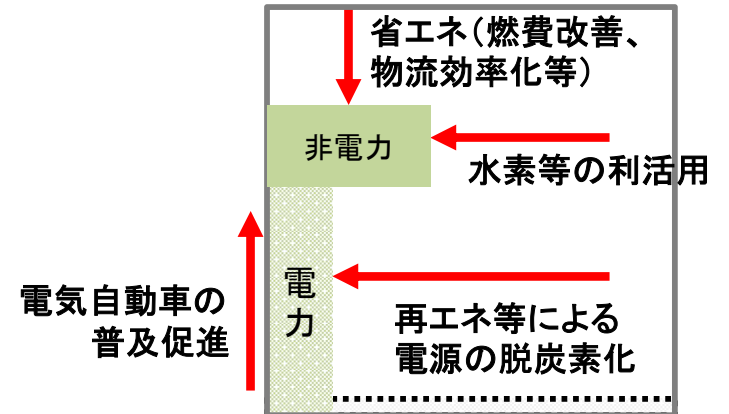 省エネ（燃費改善、
物流効率化等）
非電力
水素等の利活用
電
力
電気自動車の
普及促進
再エネ等による
電源の脱炭素化